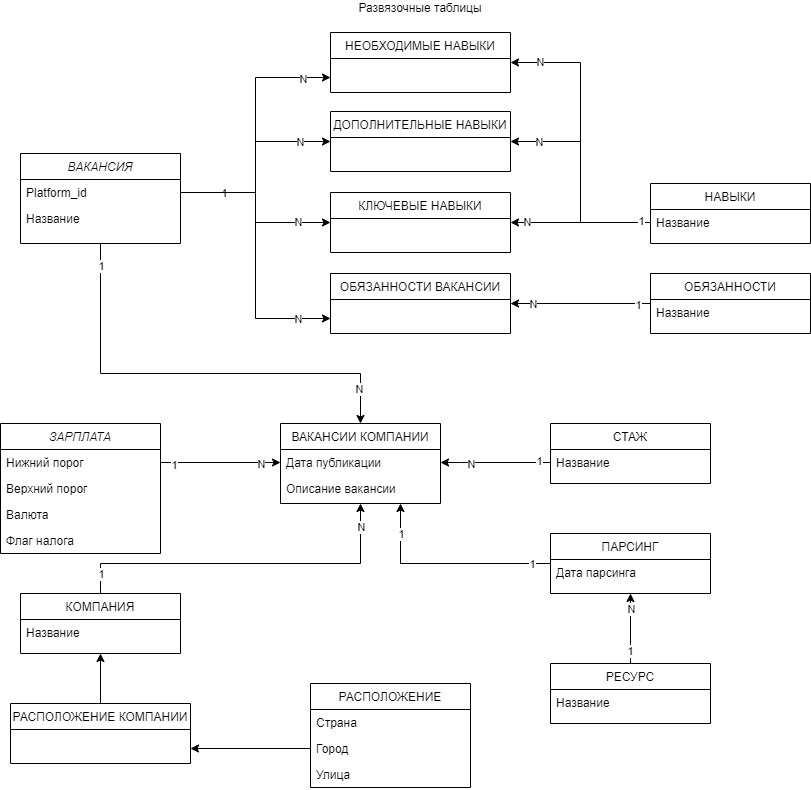 Развязочные таблицы
НЕОБХОДИМЫЕ НАВЫКИ
N
N
ДОПОЛНИТЕЛЬНЫЕ НАВЫКИ
N
N
ВАКАНСИЯ
Platform_id
Название
1
КЛЮЧЕВЫЕ НАВЫКИ
N
N
НАВЫКИ
Название
1
ОБЯЗАННОСТИ ВАКАНСИИ
N
N
ОБЯЗАННОСТИ
Название
1
1
N
ЗАРПЛАТА
Нижний порог
Верхний порог
Валюта
Флаг налога
1
N
ВАКАНСИИ КОМПАНИИ
Дата публикации
Описание вакансии
N
1
СТАЖ
Название
N
1
1
ПАРСИНГ
Дата парсинга
1
КОМПАНИЯ
Название
N
1
РЕСУРС
Название
РАСПОЛОЖЕНИЕ КОМПАНИИ
РАСПОЛОЖЕНИЕ
Страна
Город
Улица